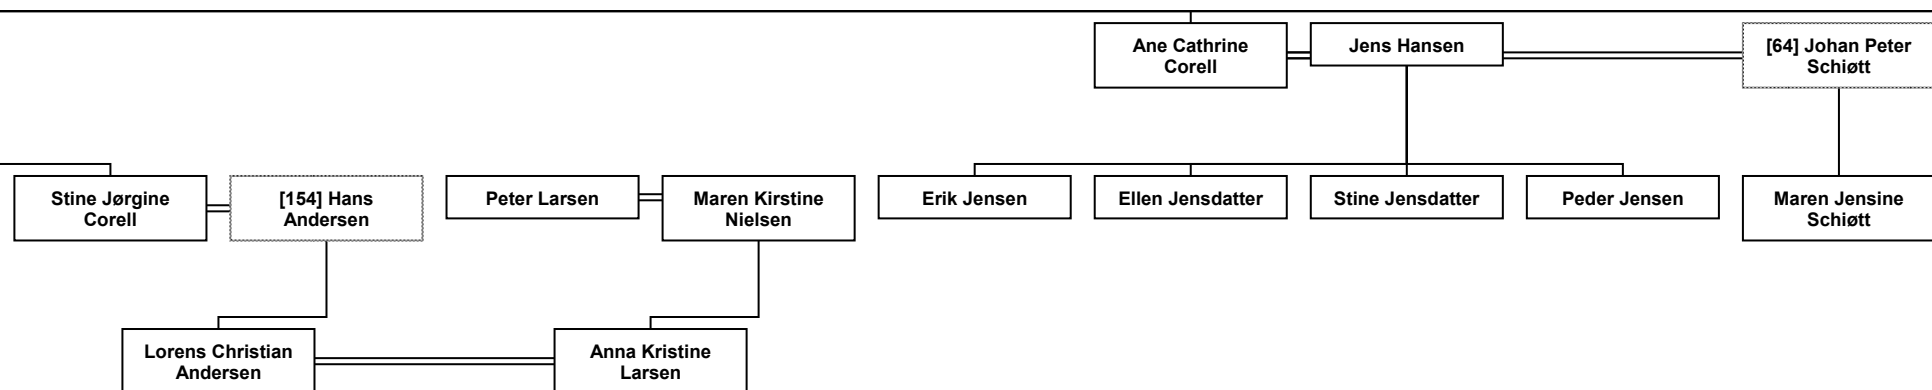 Ane Cathrine
Corell
Jens Hansen
[64] Johan Peter
Schiøtt
Stine Jørgine
Corell
[154] Hans
Andersen
Peter Larsen
Maren Kirstine
Nielsen
Erik Jensen
Ellen Jensdatter
Stine Jensdatter
Peder Jensen
Maren Jensine
Schiøtt
Lorens Christian
Andersen
Anna Kristine
Larsen